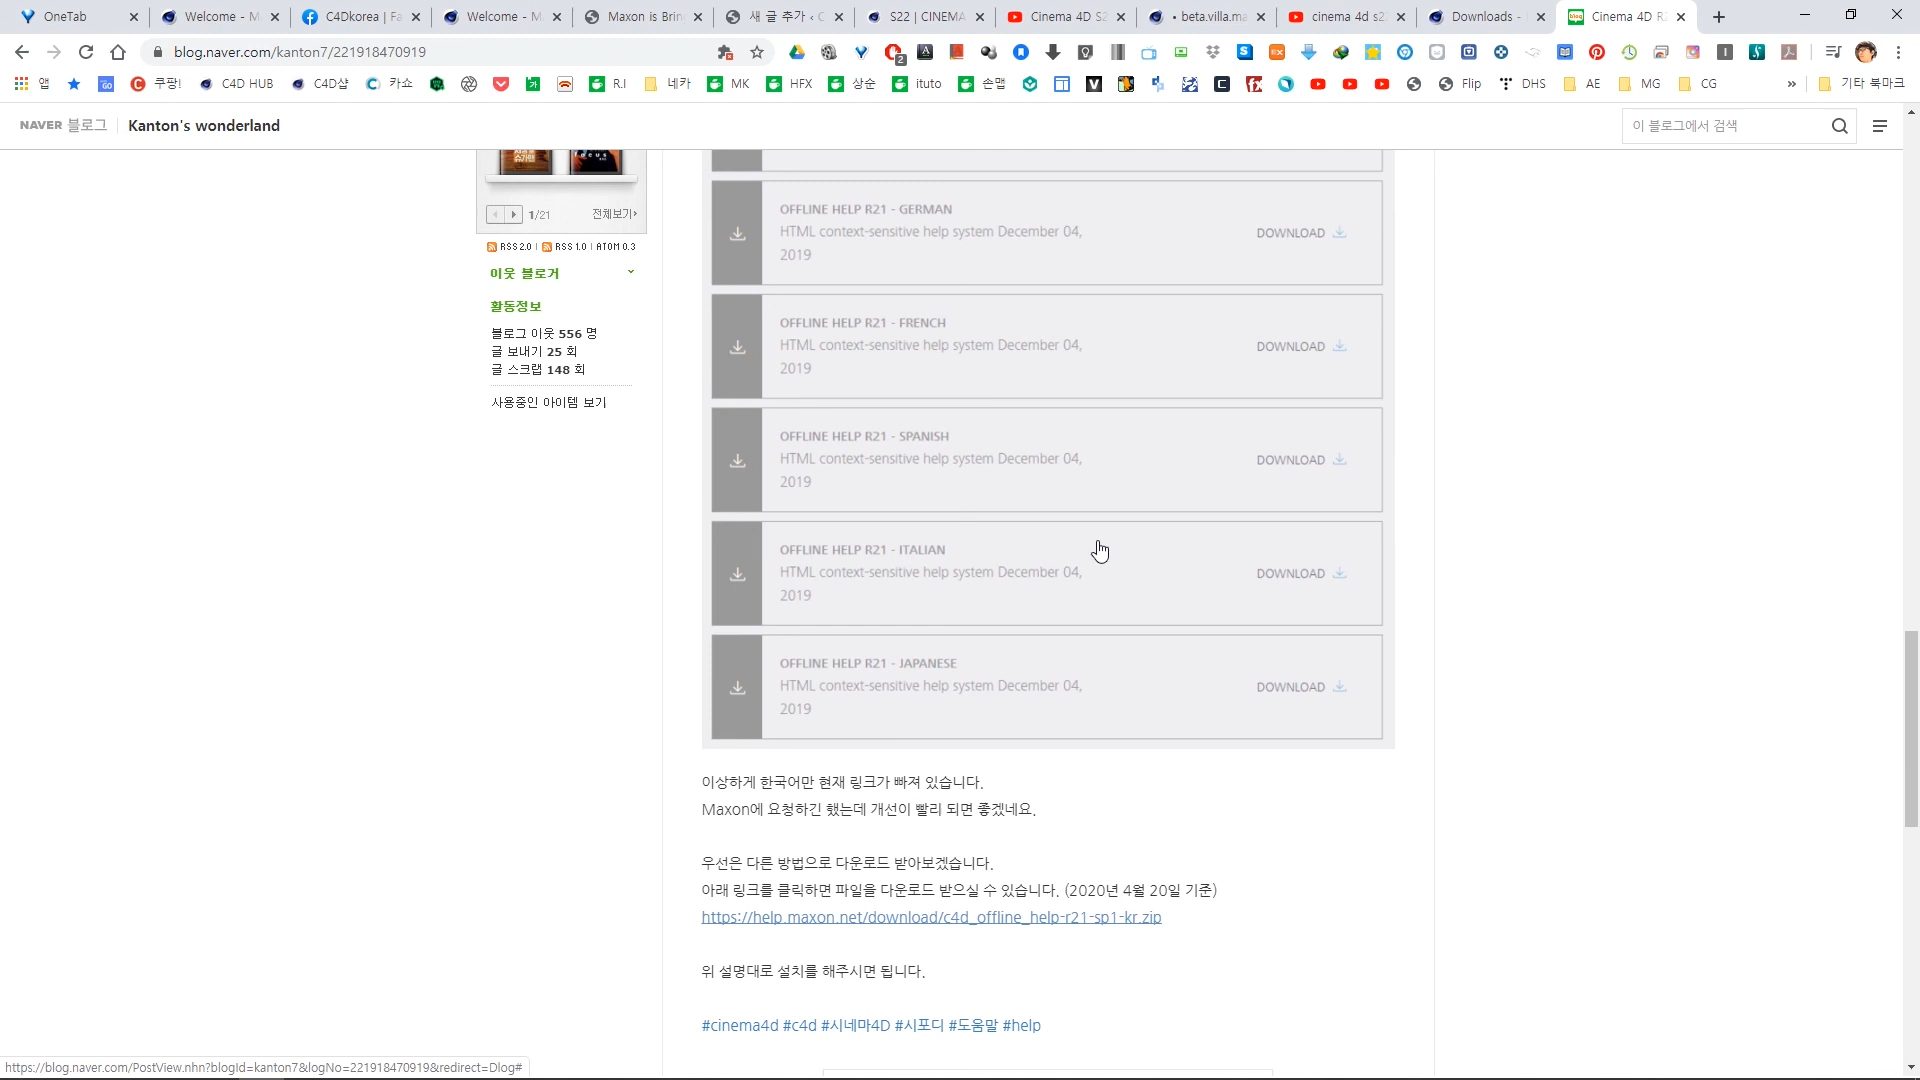 OneTab
Welcome - M
C4Dkorea | Fa
Welcome - M
Maxon is Brin
새 글 추가 ‹ C
S22 | CINEMA
Cinema 4D S2
• beta.villa.ma
cinema 4d s2
Downloads -
Cinema 4D R2
blog.naver.com/kanton7/221918470919
앱
쿠팡!
C4D HUB
C4D샵
카쇼
R.I
네카
MK
HFX
상순
ituto
손맵
Flip
DHS
AE
MG
CG
»
기타 북마크
NAVER 블로그
Kanton's wonderland
이 블로그에서 검색
1/21
전체보기
RSS 2.0 | RSS 1.0 | ATOM 0.3
이웃 블로거
활동정보
블로그 이웃 556 명
글 보내기 25 회
글 스크랩 148 회
사용중인 아이템 보기
OFFLINE HELP R21 - GERMAN
HTML context-sensitive help system December 04,
2019
DOWNLOAD
OFFLINE HELP R21 - FRENCH
HTML context-sensitive help system December 04,
2019
DOWNLOAD
OFFLINE HELP R21 - SPANISH
HTML context-sensitive help system December 04,
2019
DOWNLOAD
OFFLINE HELP R21 - ITALIAN
HTML context-sensitive help system December 04,
2019
DOWNLOAD
OFFLINE HELP R21 - JAPANESE
HTML context-sensitive help system December 04,
2019
DOWNLOAD
이상하게 한국어만 현재 링크가 빠져 있습니다.
Maxon에 요청하긴 했는데 개선이 빨리 되면 좋겠네요.
우선은 다른 방법으로 다운로드 받아보겠습니다.
아래 링크를 클릭하면 파일을 다운로드 받으실 수 있습니다. (2020년 4월 20일 기준)
https://help.maxon.net/download/c4d_offline_help-r21-sp1-kr.zip
위 설명대로 설치를 해주시면 됩니다.
#cinema4d #c4d #시네마4D #시포디 #도움말 #help
https://blog.naver.com/PostView.nhn?blogId=kanton7&logNo=221918470919&redirect=Dlog#